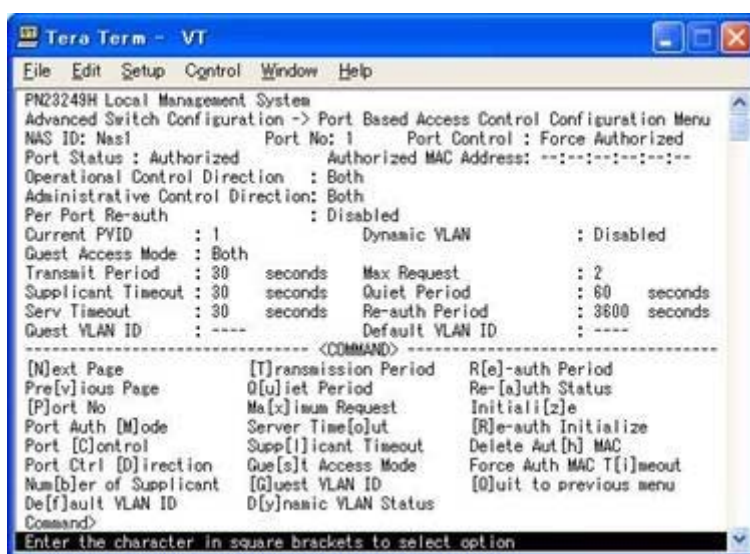 Tera Term - VT
File Edit Setup Control Window Help
PN23249H Local Management System
Advanced Switch Configuration -> Port Based Access Control Configuration Menu
NAS ID: Nas1 Port No: 1 Port Control : Force Authorized
Port Status : Authorized Authorized MAC Address: --:--:--:--:--:--
Operational Control Direction : Both
Administrative Control Direction: Both
Per Port Re-auth : Disabled
Current PVID : 1 Dynamic VLAN : Disabled
Guest Access Mode : Both
Transmit Period : 30 seconds Max Request : 2
Supplicant Timeout : 30 seconds Quiet Period : 60 seconds
Serv Timeout : 30 seconds Re-auth Period : 3600 seconds
Guest VLAN ID : ---- Default VLAN ID : ----
------------------------------- <COMMAND> -------------------------------
[N]ext Page [T]ransmission Period R[e]-auth Period
Pre[v]ious Page Q[u]iet Period Re-[a]uth Status
[P]ort No Ma[x]imum Request Initiali[z]e
Port Auth [M]ode Server Time[o]ut [R]e-auth Initialize
Port [C]ontrol Supp[l]icant Timeout Delete Aut[h] MAC
Port Ctrl [D]irection Gue[s]t Access Mode Force Auth MAC T[i]meout
Num[b]er of Supplicant [G]uest VLAN ID [Q]uit to previous menu
De[f]ault VLAN ID D[y]namic VLAN Status
Command>
Enter the character in square brackets to select option